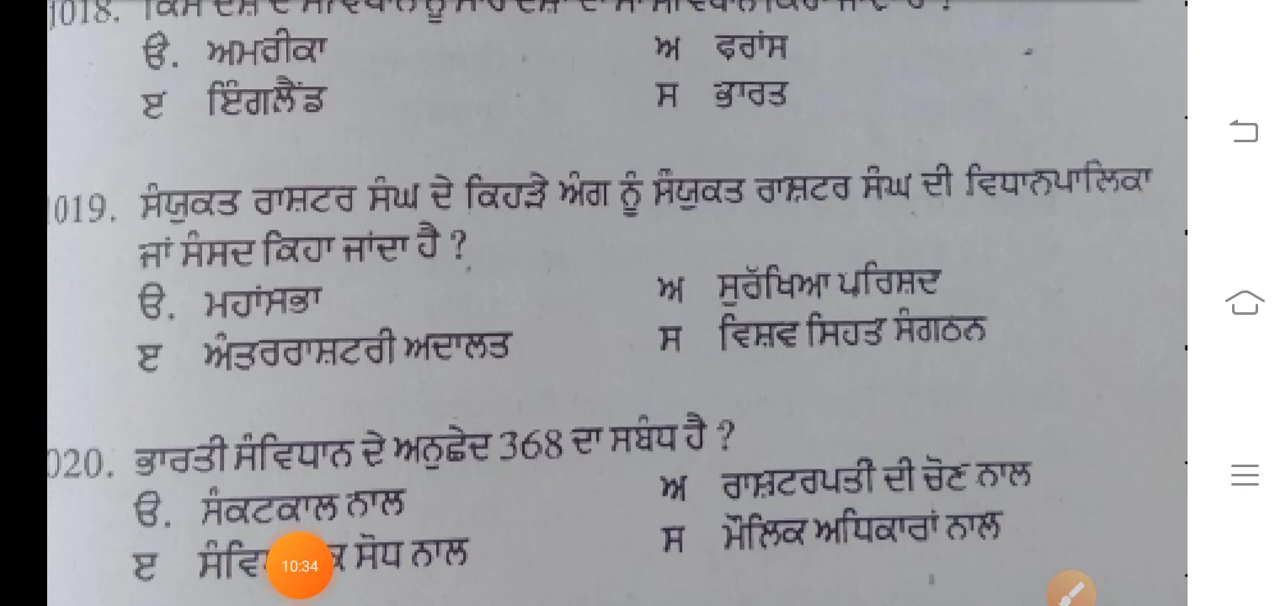 1018.
ੳ. ਅਮਰੀਕਾ ਅ ਫਰਾਂਸ
ੲ ਇੰਗਲੈਂਡ ਸ ਭਾਰਤ
019. ਸੰਯੁਕਤ ਰਾਸ਼ਟਰ ਸੰਘ ਦੇ ਕਿਹੜੇ ਅੰਗ ਨੂੰ ਸੰਯੁਕਤ ਰਾਸ਼ਟਰ ਸੰਘ ਦੀ ਵਿਧਾਨਪਾਲਿਕਾ
ਜਾਂ ਸੰਸਦ ਕਿਹਾ ਜਾਂਦਾ ਹੈ ?
ੳ. ਮਹਾਂਸਭਾ ਅ ਸੁਰੱਖਿਆ ਪਰਿਸ਼ਦ
ੲ ਅੰਤਰਰਾਸ਼ਟਰੀ ਅਦਾਲਤ ਸ ਵਿਸ਼ਵ ਸਿਹਤ ਸੰਗਠਨ
020. ਭਾਰਤੀ ਸੰਵਿਧਾਨ ਦੇ ਅਨੁਛੇਦ 368 ਦਾ ਸਬੰਧ ਹੈ ?
ੳ. ਸੰਕਟਕਾਲ ਨਾਲ ਅ ਰਾਸ਼ਟਰਪਤੀ ਦੀ ਚੋਣ ਨਾਲ
ੲ ਸੋਧ ਨਾਲ ਸ ਮੌਲਿਕ ਅਧਿਕਾਰਾਂ ਨਾਲ
10:34